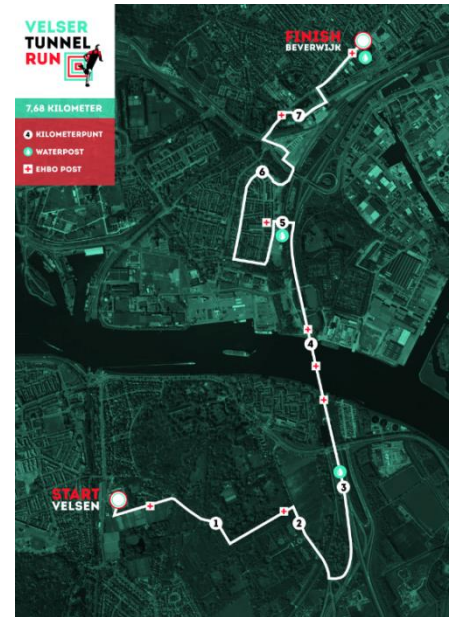 VELSER
TUNNEL
RUN
7,68 KILOMETER
4 KILOMETERPUNT
WATERPOST
EHBO POST
FINISH
BEVERWIJK
7
6
5
4
3
START
VELSEN
1
2